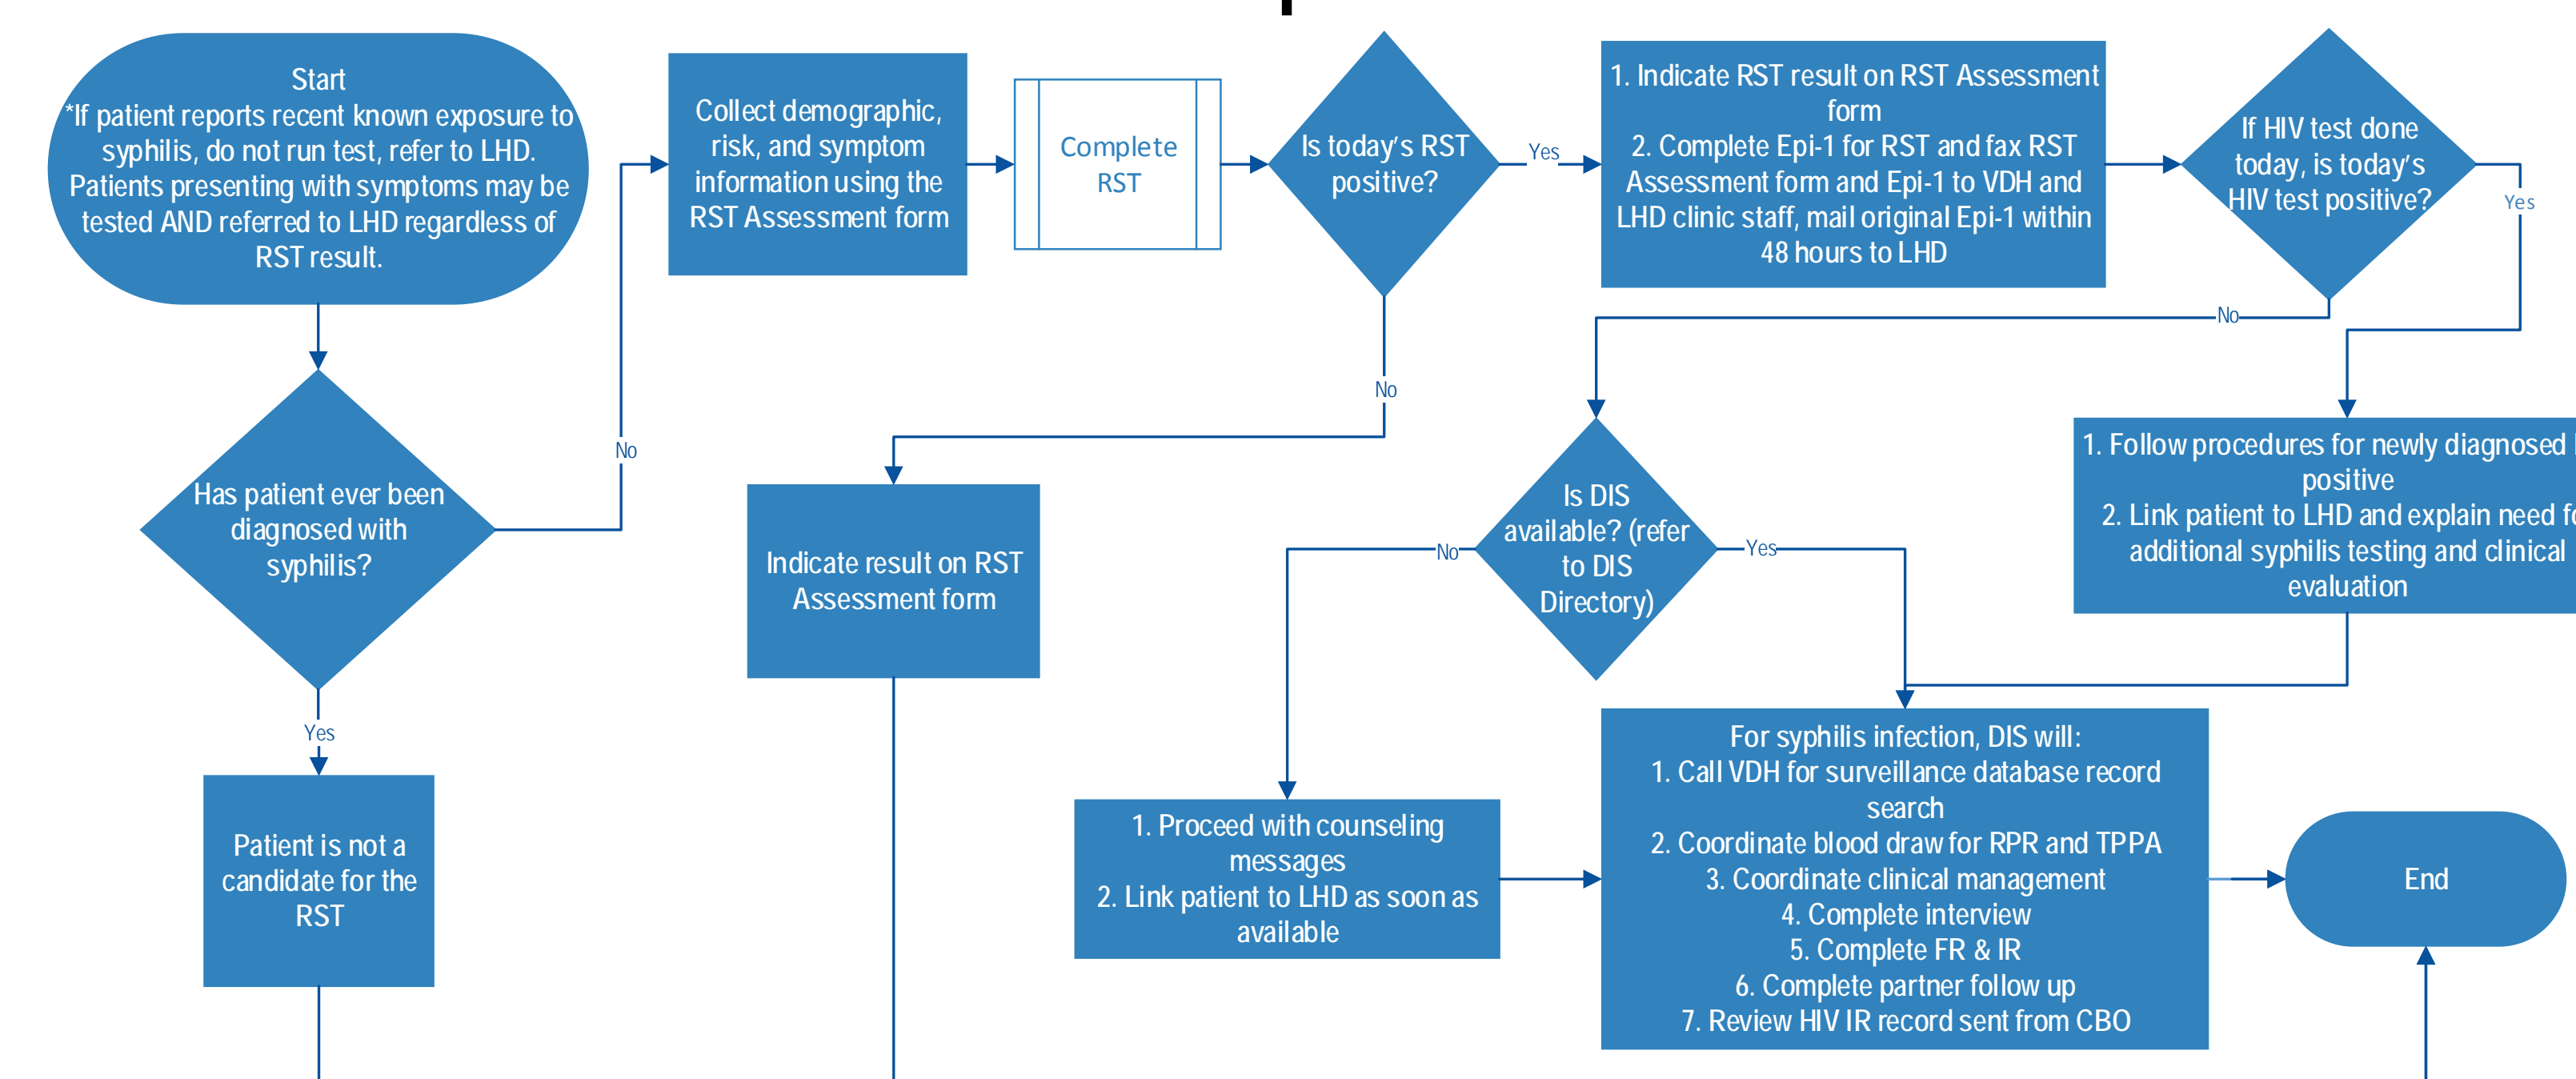 Start
*If patient reports recent known exposure to
syphilis, do not run test, refer to LHD.
Patients presenting with symptoms may be
tested AND referred to LHD regardless of
RST result.
Collect demographic,
risk, and symptom
information using the
RST Assessment form
Complete
RST
Is today's RST
positive?
Yes
1. Indicate RST result on RST Assessment
form
2. Complete Epi-1 for RST and fax RST
Assessment form and Epi-1 to VDH and
LHD clinic staff, mail original Epi-1 within
48 hours to LHD
If HIV test done
today, is today's
HIV test positive?
Yes
No
No
No
Has patient ever been
diagnosed with
syphilis?
Yes
Patient is not a
candidate for the
RST
Indicate result on RST
Assessment form
Is DIS
available? (refer
to DIS
Directory)
No
Yes
1. Follow procedures for newly diagnosed
positive
2. Link patient to LHD and explain need
additional syphilis testing and clinical
evaluation
1. Proceed with counseling
messages
2. Link patient to LHD as soon as
available
For syphilis infection, DIS will:
1. Call VDH for surveillance database record
search
2. Coordinate blood draw for RPR and TPPA
3. Coordinate clinical management
4. Complete interview
5. Complete FR & IR
6. Complete partner follow up
7. Review HIV IR record sent from CBO
End